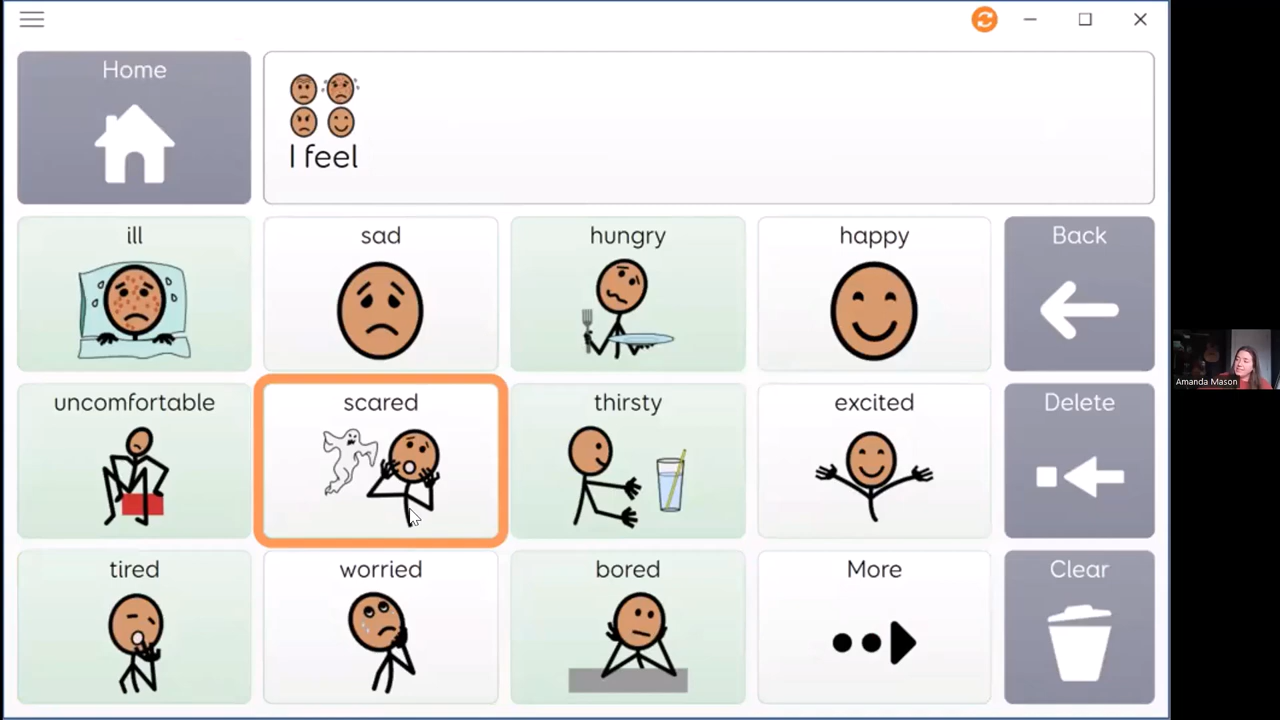 Home
I feel
ill
sad
hungry
happy
Back
uncomfortable
scared
thirsty
excited
Delete
Amanda Mason
tired
worried
bored
More
Clear